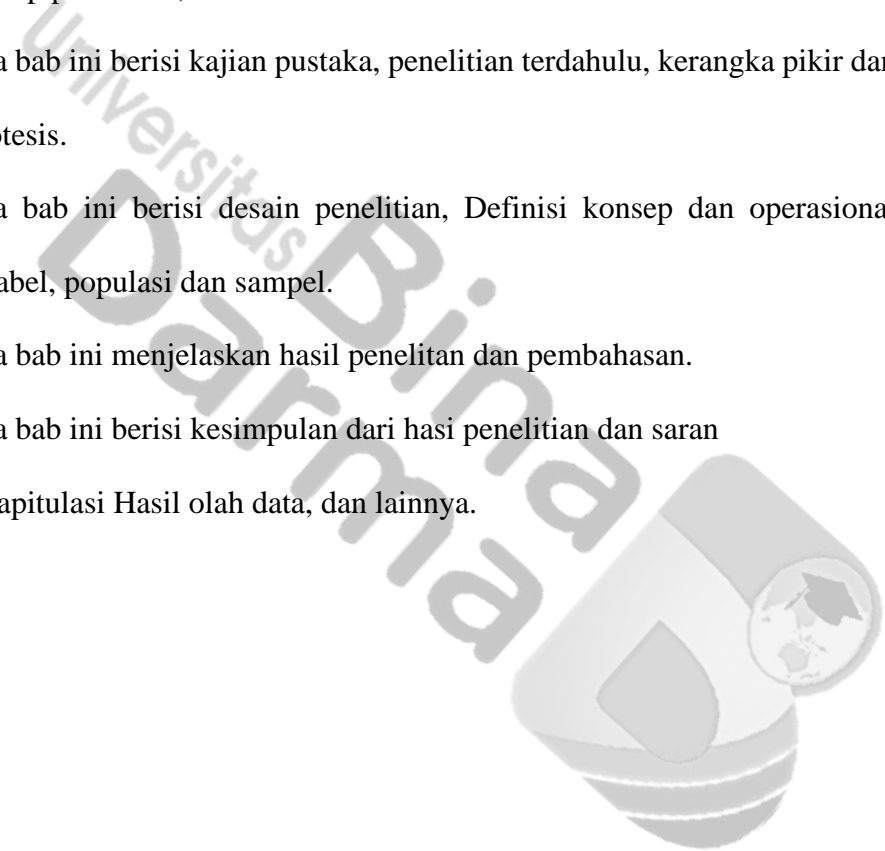 a bab ini berisi kajian pustaka, penelitian terdahulu, kerangka pikir dan
otesis.
a bab ini berisi desain penelitian, Definisi konsep dan operasiona
abel, populasi dan sampel.
a bab ini menjelaskan hasil penelitan dan pembahasan.
a bab ini berisi kesimpulan dari hasi penelitian dan saran
apitulasi Hasil olah data, dan lainnya.
Universitas
Bina
Darma